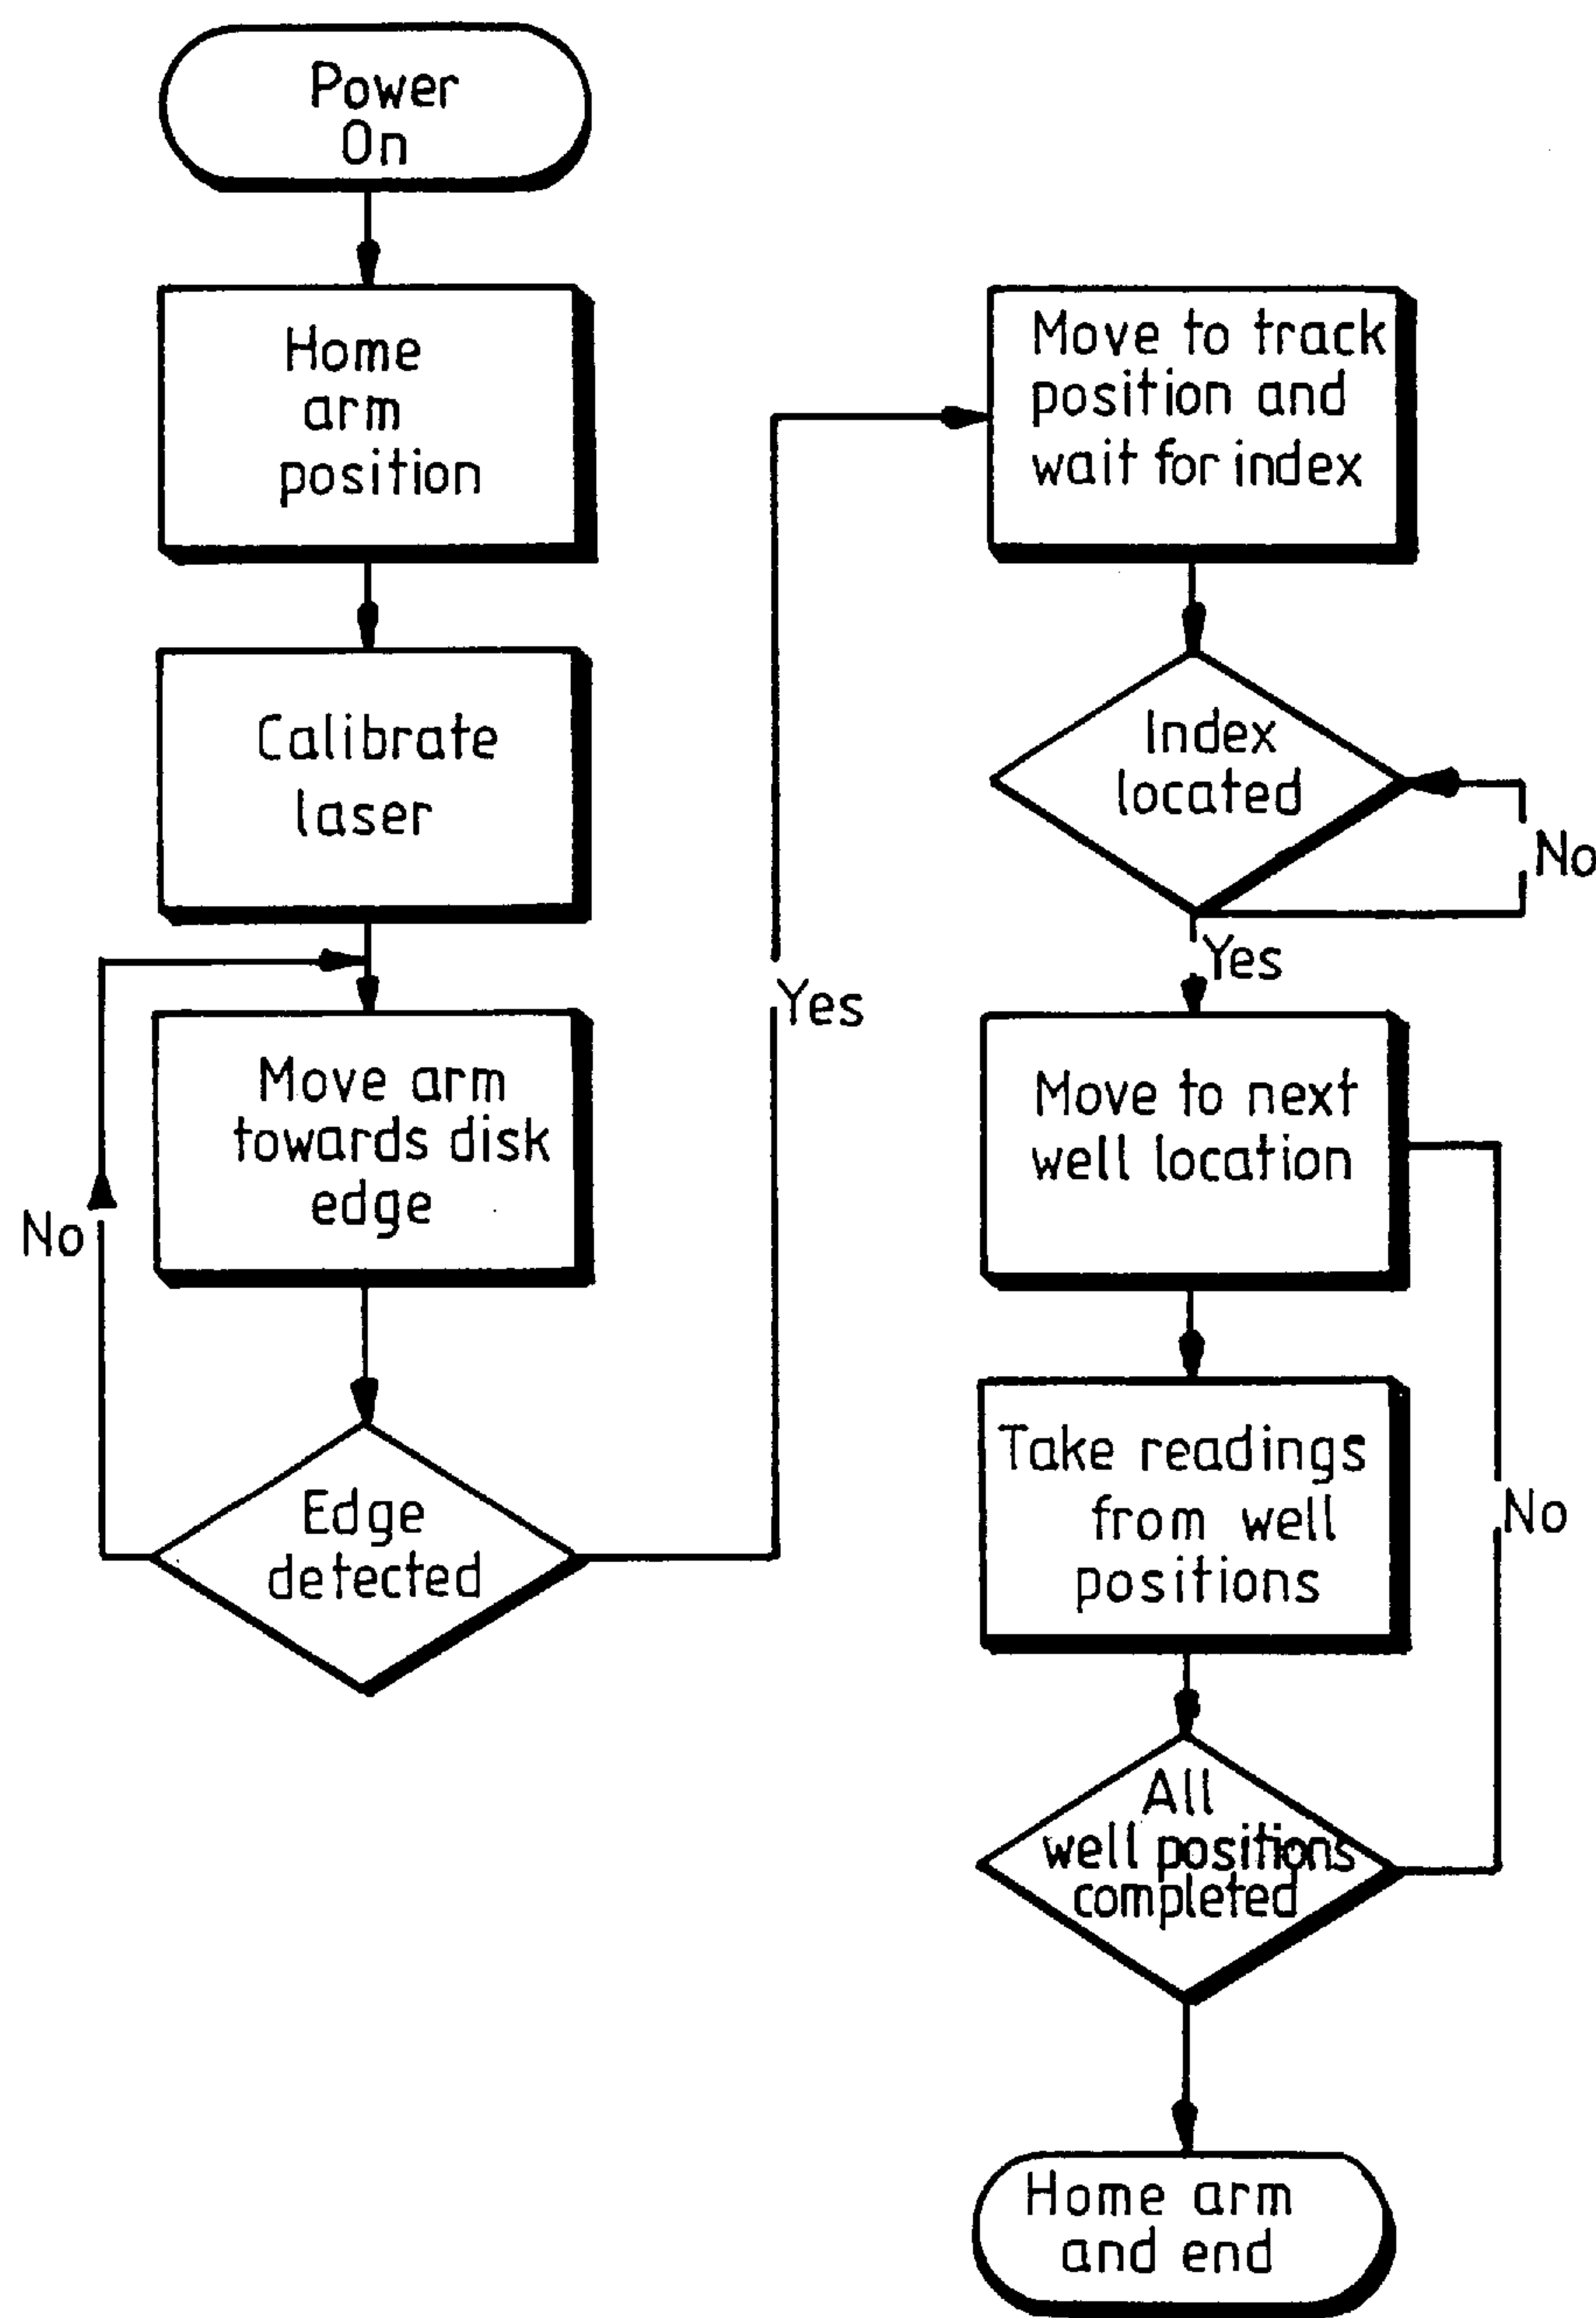 Power
On
Home
arm
position
Calibrate
laser
Move arm
towards disk
edge
No
Edge
detected
Yes
Move to track
position and
wait for index
Index
located
No
Yes
Move to next
well location
Take readings
from well
positions
No
All
well positions
completed
Home arm
and end